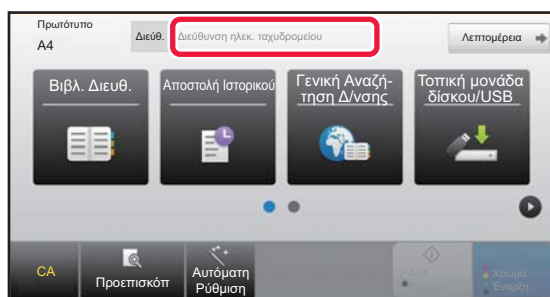 Πρωτότυπο
A4
Διεύθ.
Διεύθυνση ηλεκ. ταχυδρομείου
Λεπτομέρεια
Βιβλ. Διευθ.
Αποστολή Ιστορικού
Γενική Αναζή-
τηση Δ/νσης
Τοπική μονάδα
δίσκου/USB
CA
Προεπισκόπ
Αυτόματη
Ρύθμιση
Χρώμα
Έναρξη